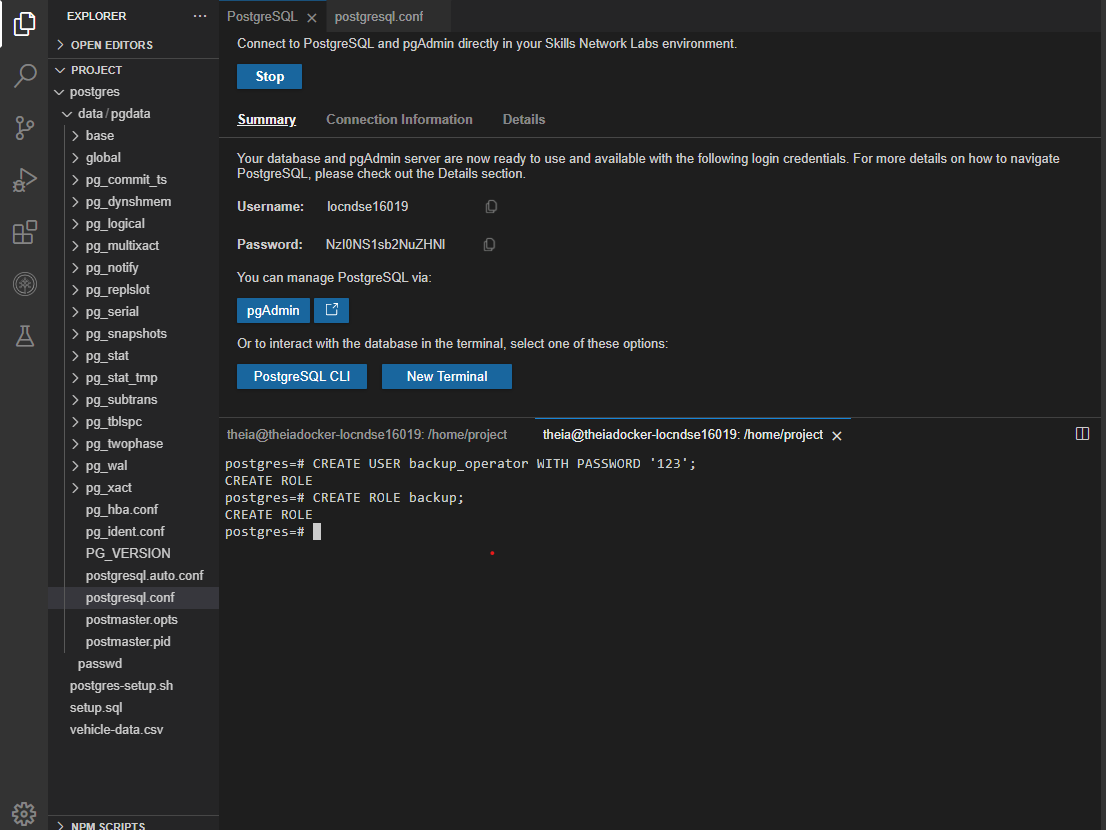 EXPLORER
OPEN EDITORS
PROJECT
postgres
data / pgdata
base
global
pg_commit_ts
pg_dynshmem
pg_logical
pg_multixact
pg_notify
pg_replslot
pg_serial
pg_snapshots
pg_stat
pg_stat_tmp
pg_subtrans
pg_tblspc
pg_twophase
pg_wal
pg_xact
pg_hba.conf
pg_ident.conf
PG_VERSION
postgresql.auto.conf
postgresql.conf
postmaster.opts
postmaster.pid
passwd
postgres-setup.sh
setup.sql
vehicle-data.csv
NPM SCRIPTS
PostgreSQL
postgresql.conf
Connect to PostgreSQL and pgAdmin directly in your Skills Network Labs environment.
Stop
Summary Connection Information Details
Your database and pgAdmin server are now ready to use and available with the following login credentials. For more details on how to navigate
PostgreSQL, please check out the Details section.
Username: locndse16019
Password: NzI0NS1sb2NuZHNl
You can manage PostgreSQL via:
pgAdmin
Or to interact with the database in the terminal, select one of these options:
PostgreSQL CLI New Terminal
theia@theiadocker-locndse16019: /home/project theia@theiadocker-locndse16019: /home/project
postgres=# CREATE USER backup_operator WITH PASSWORD '123';
CREATE ROLE
postgres=# CREATE ROLE backup;
CREATE ROLE
postgres=#